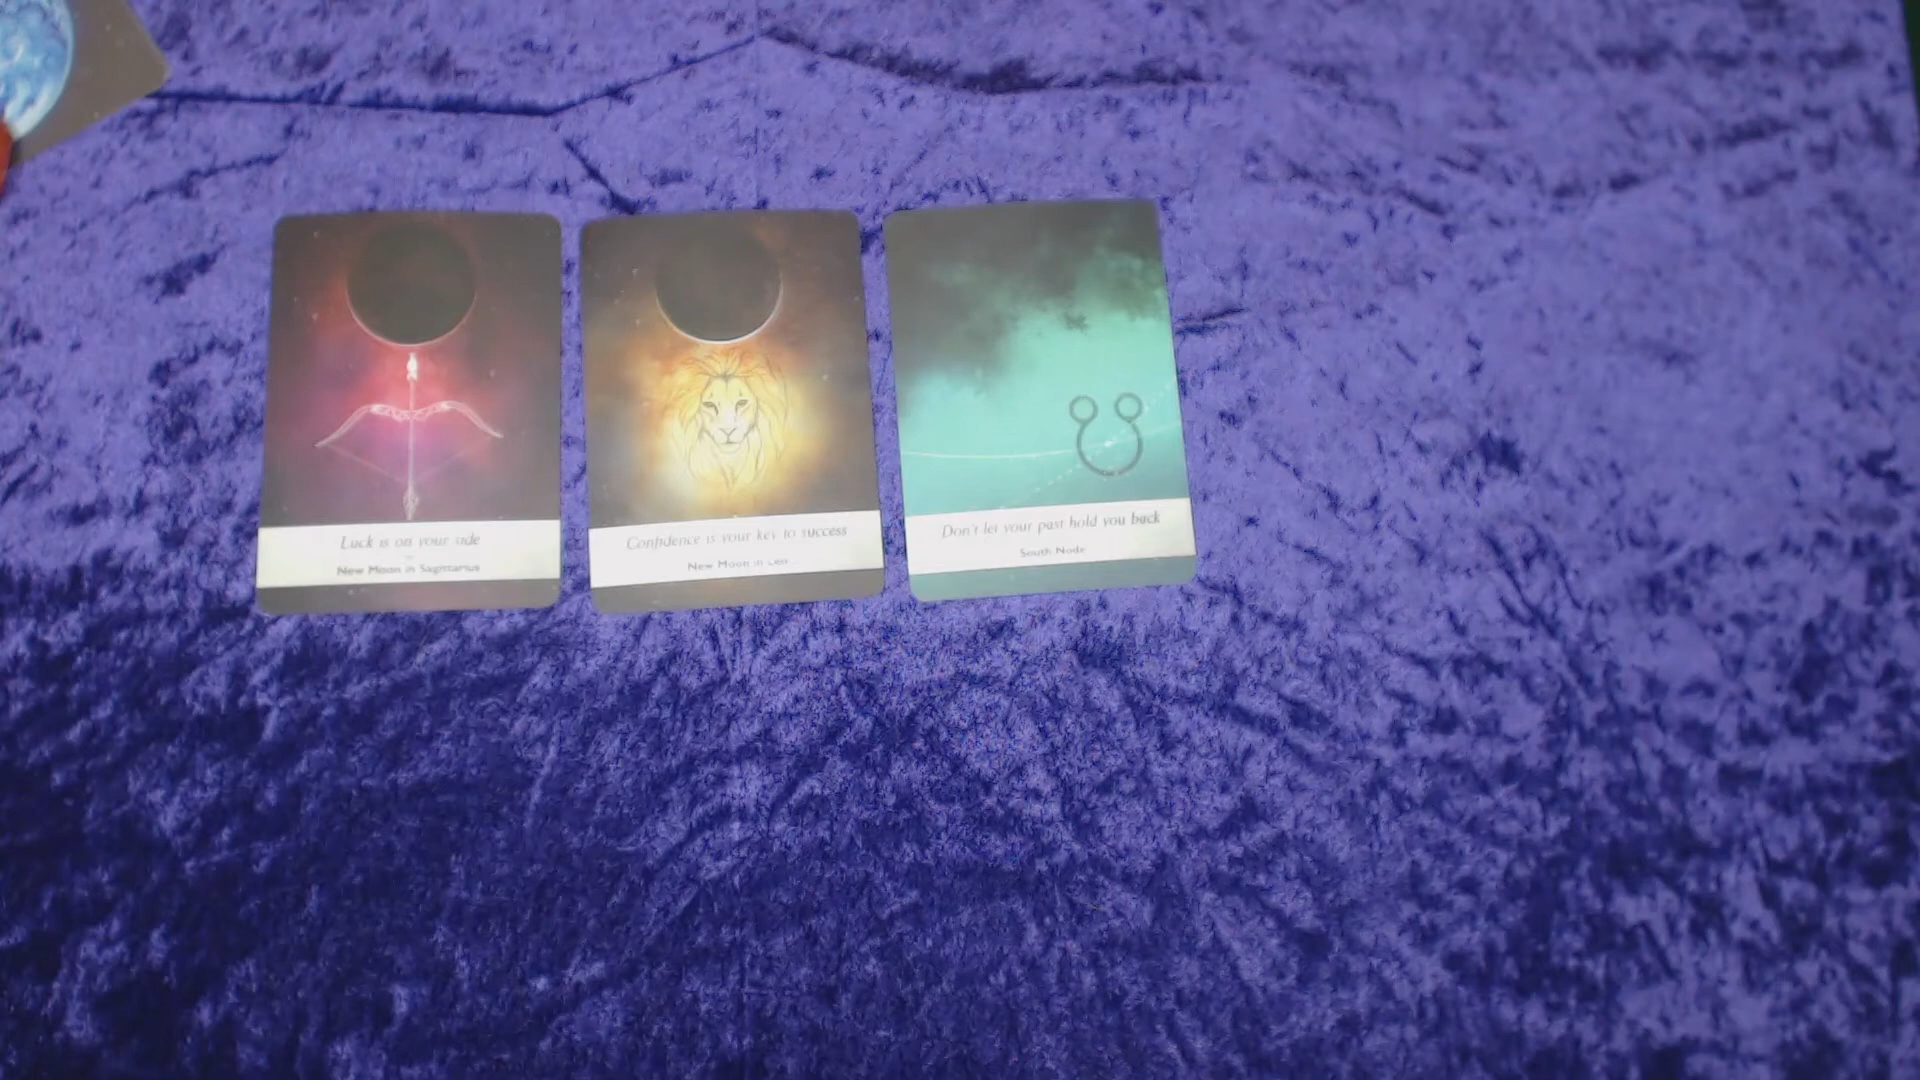 Luck is on your side
New Moon in Sagittarius
Confidence is your key to success
New Moon in Leo
Don't let your past hold you back
South Node